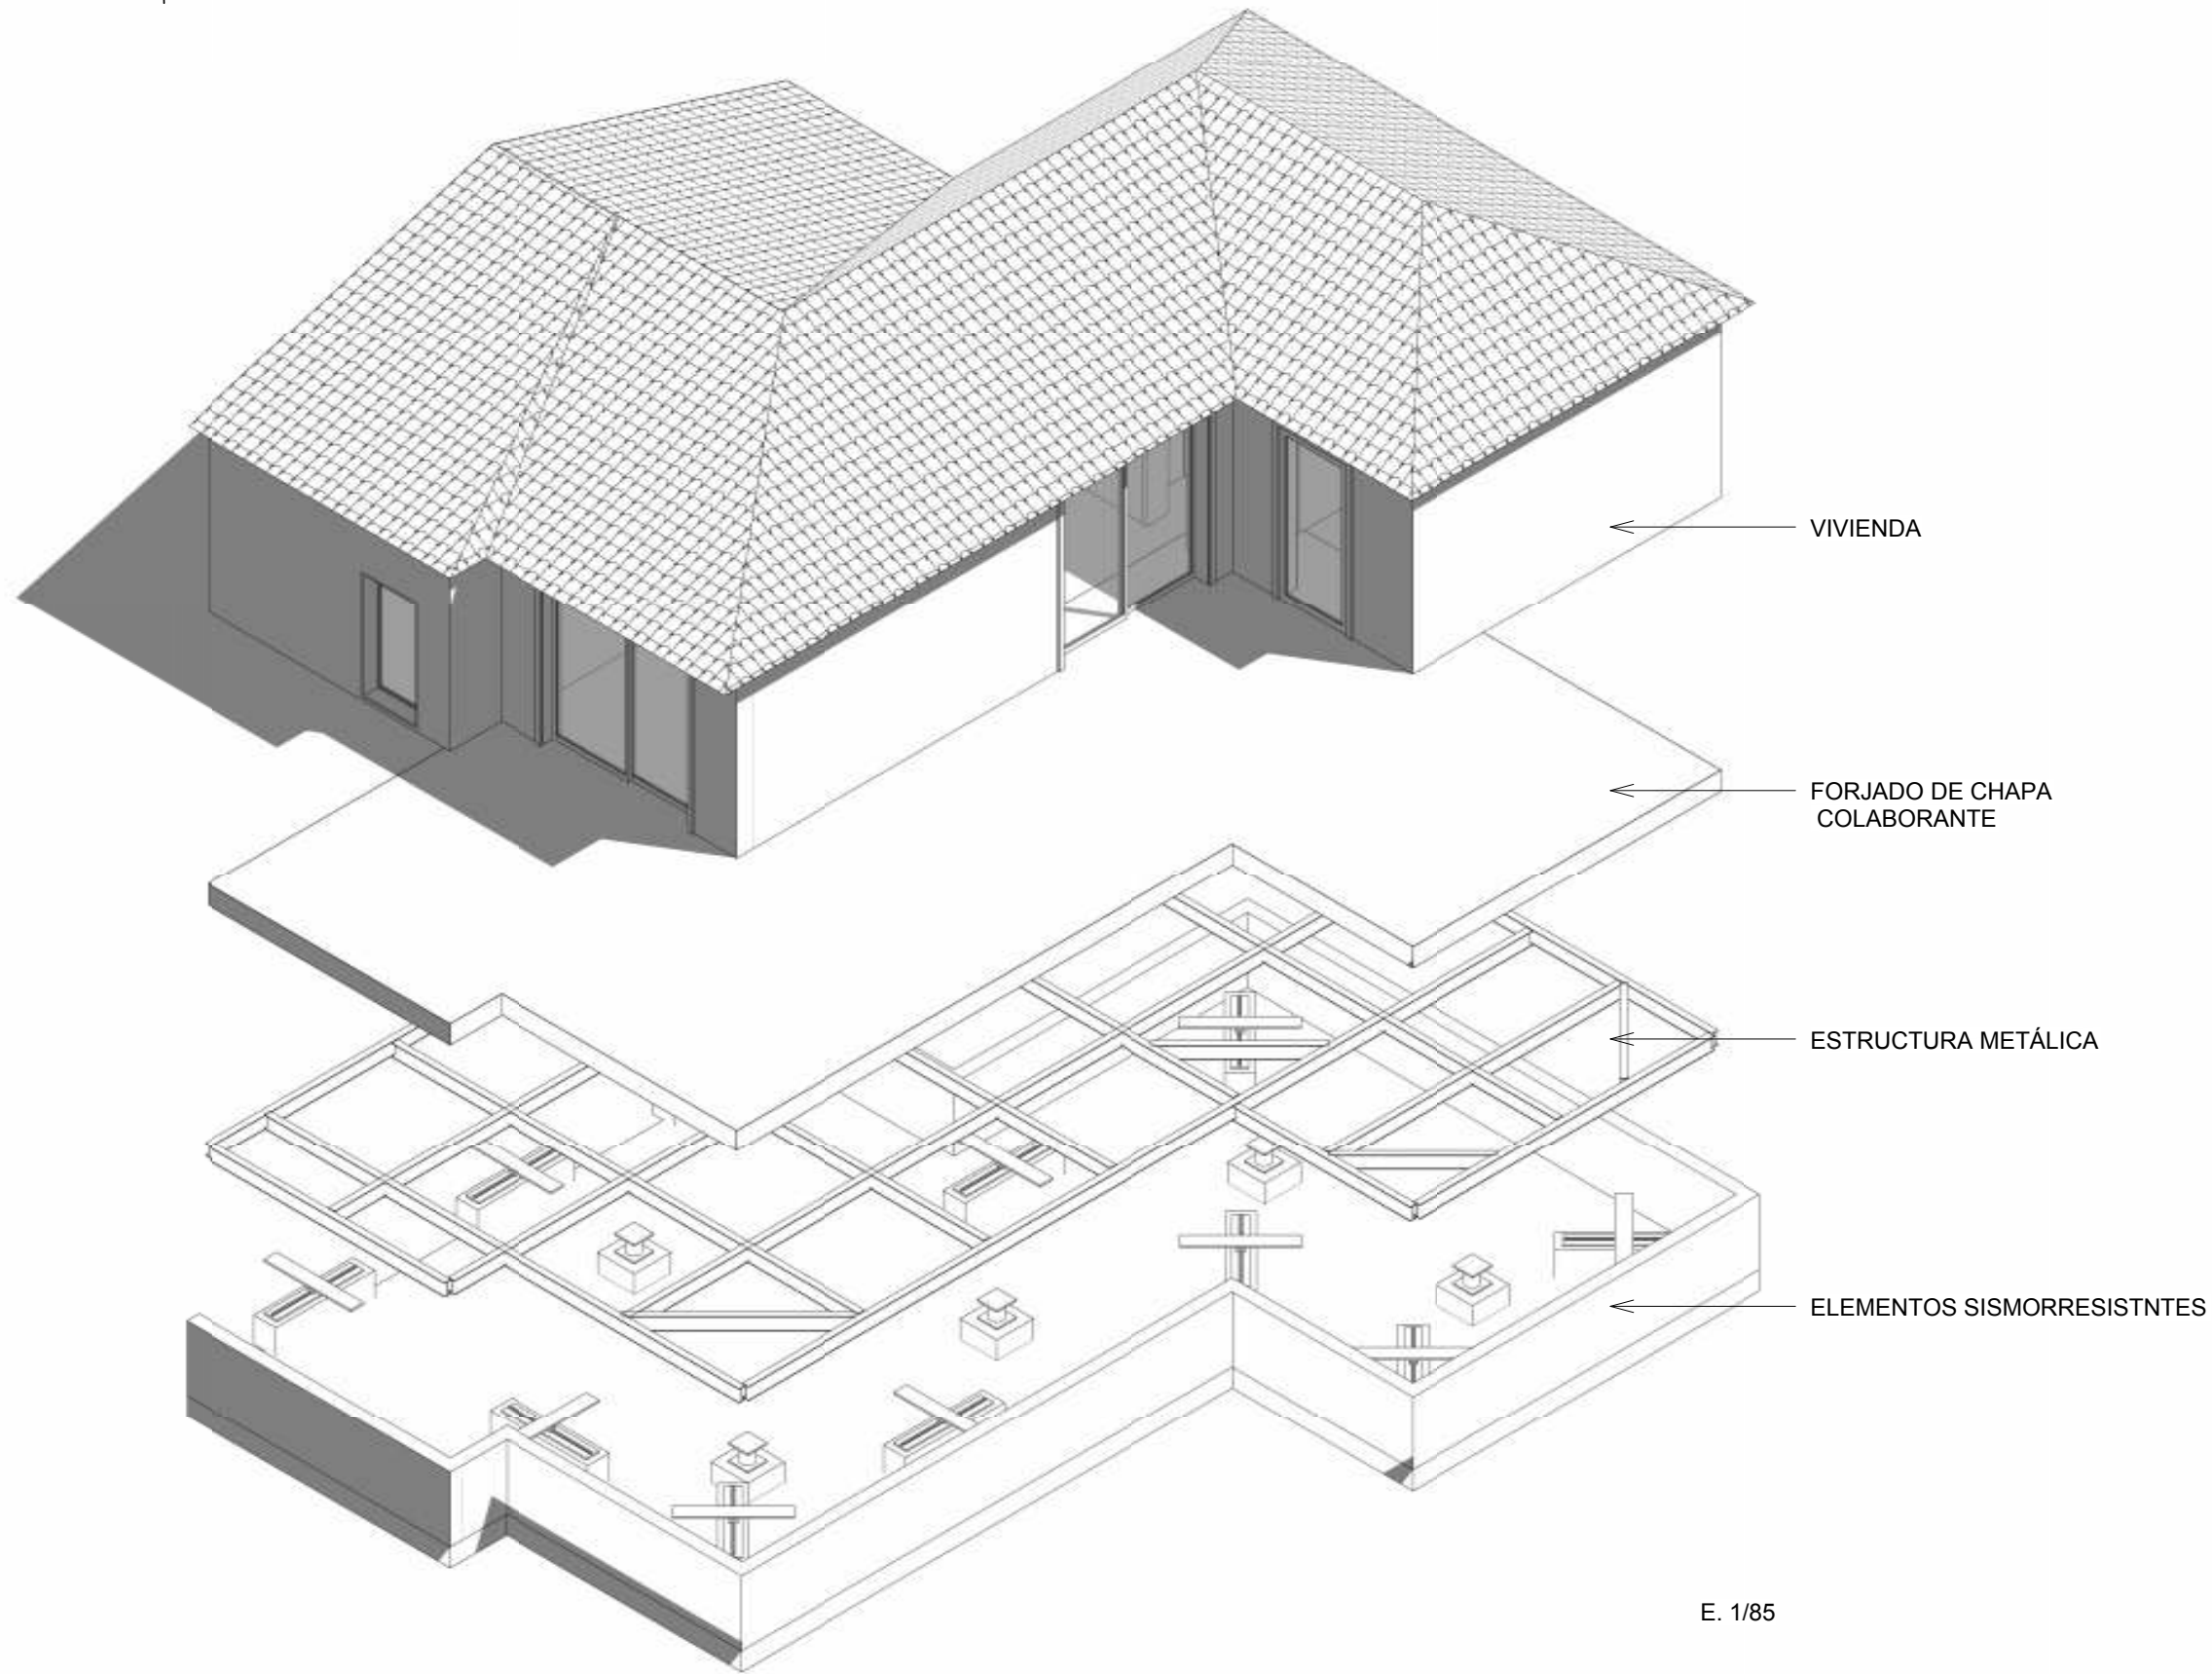 VIVIENDA
FORJADO DE CHAPA
COLABORANTE
ESTRUCTURA METÁLICA
ELEMENTOS SISMORRESISTNTES
E. 1/85